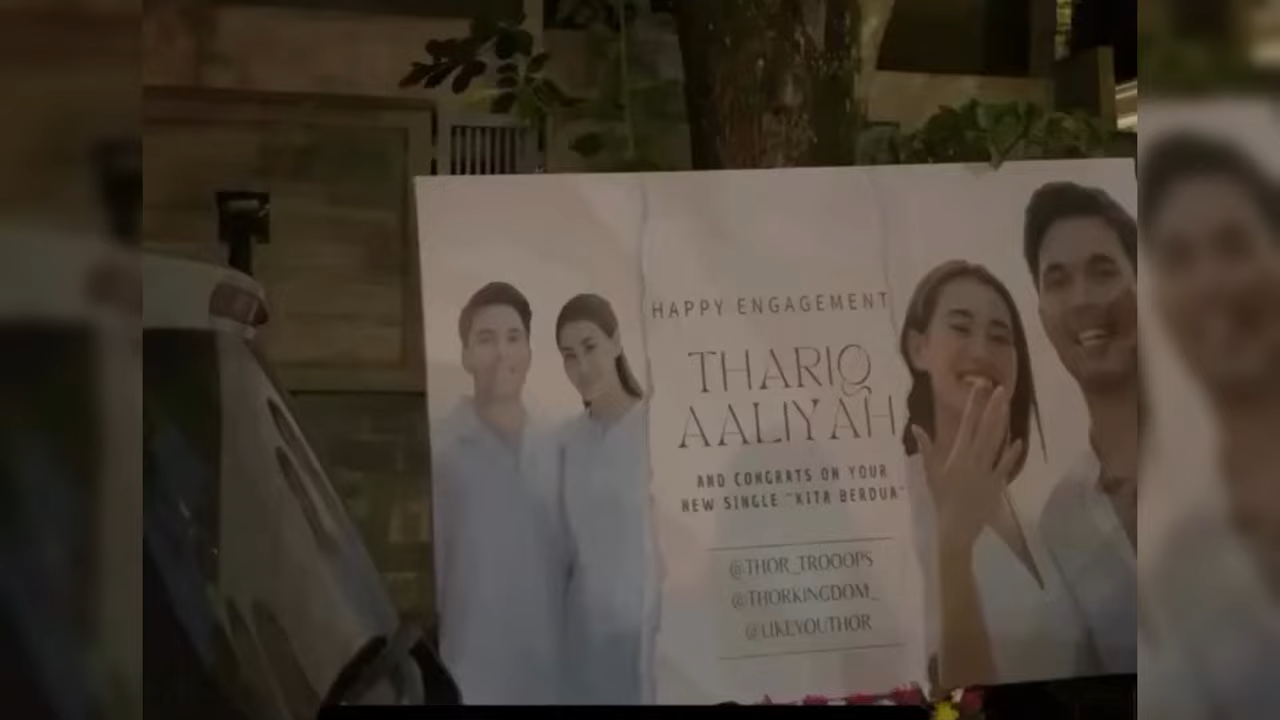 HAPPY ENGAGEMENT
THARIQ
AALIYAH
AND CONGRATS ON YOUR
NEW SINGLE "KITA BERDUA"
@THOR_TROOOPS
@THORKINGDOM_
@LIKEYOUTHOR